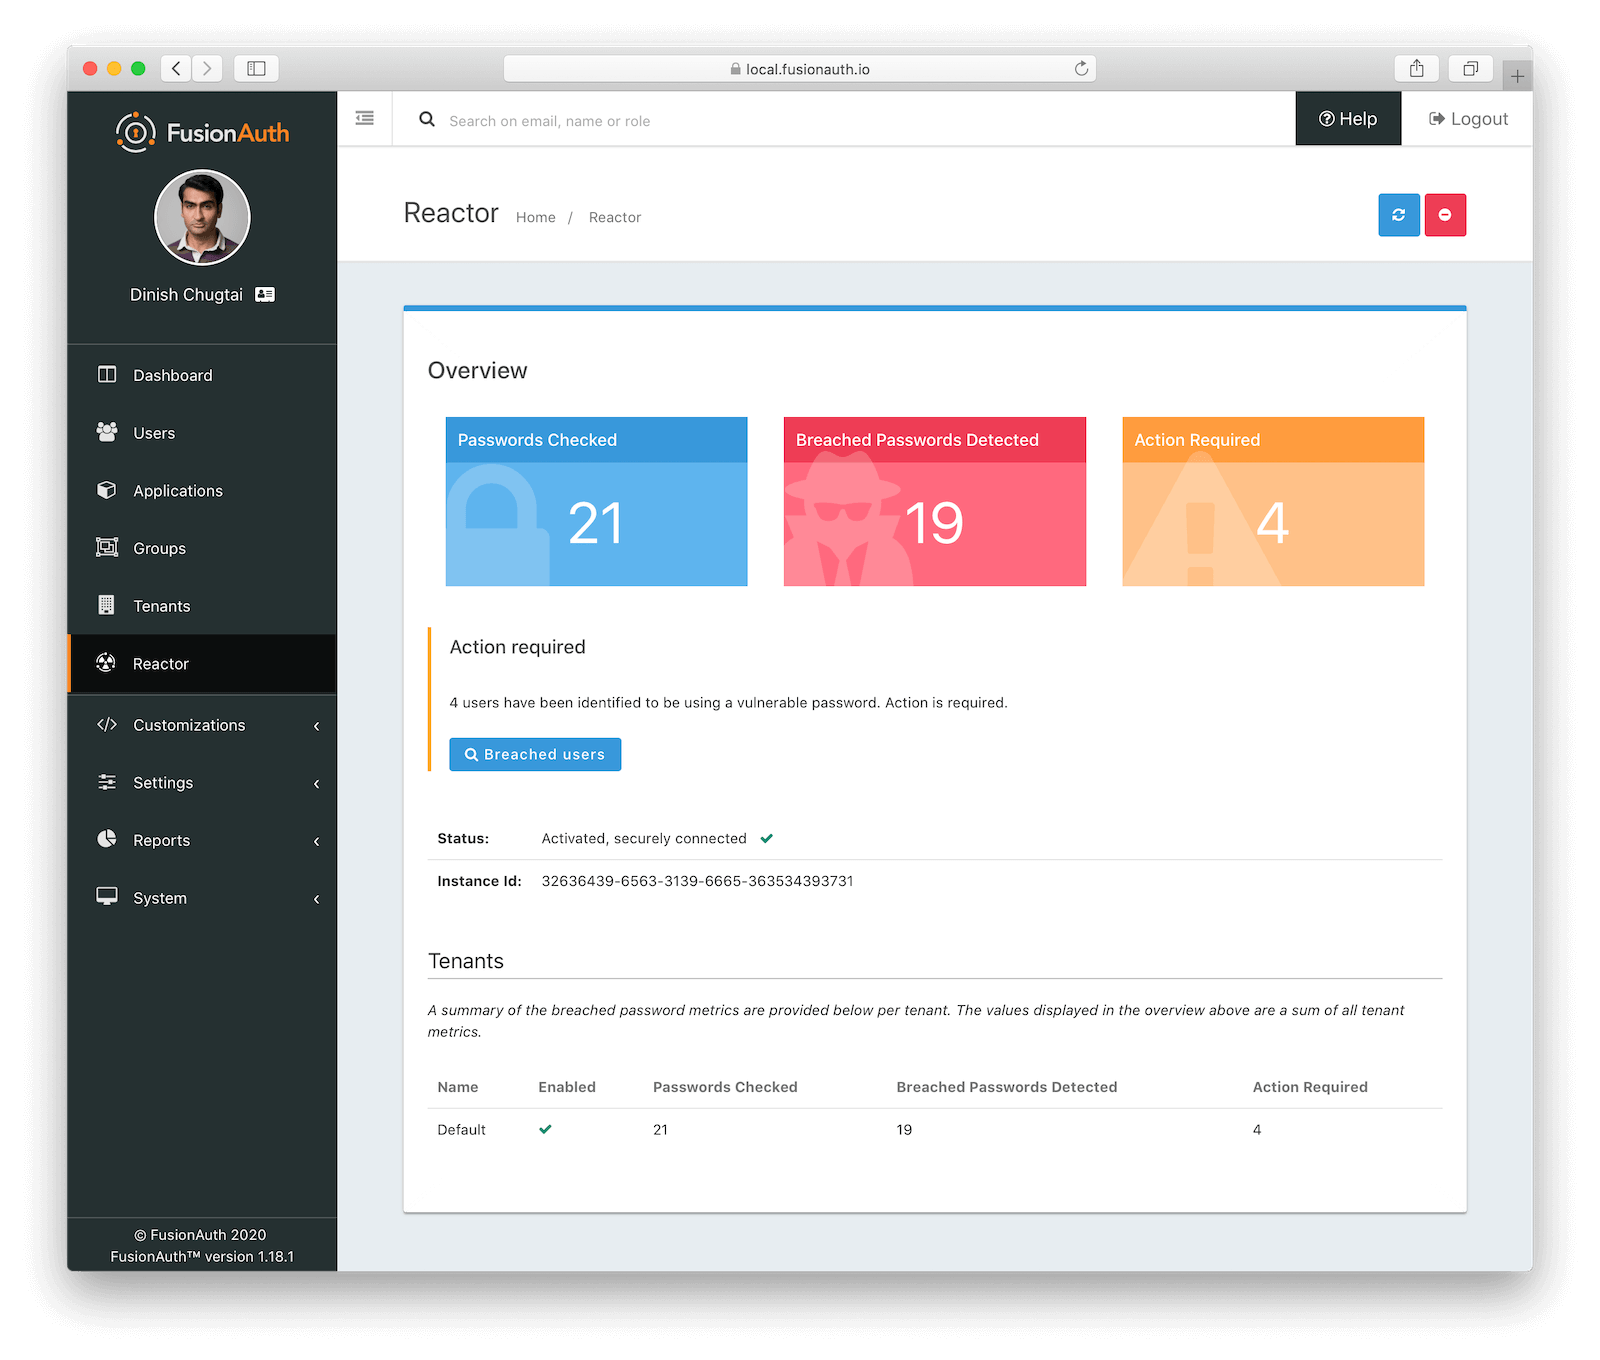 local.fusionauth.io
FusionAuth
Search on email, name or role
Help
Logout
Dinish Chugtai
Dashboard
Users
Applications
Groups
Tenants
Reactor
Customizations
Settings
Reports
System
© FusionAuth 2020
FusionAuth™ version 1.18.1
Reactor Home / Reactor
Overview
Passwords Checked
21
Breached Passwords Detected
19
Action Required
4
Action required
4 users have been identified to be using a vulnerable password. Action is required.
Breached users
Status: Activated, securely connected
Instance Id: 32636439-6563-3139-6665-363534393731
Tenants
A summary of the breached password metrics are provided below per tenant. The values displayed in the overview above are a sum of all tenant
metrics.
Name Enabled Passwords Checked Breached Passwords Detected Action Required
Default 21 19 4